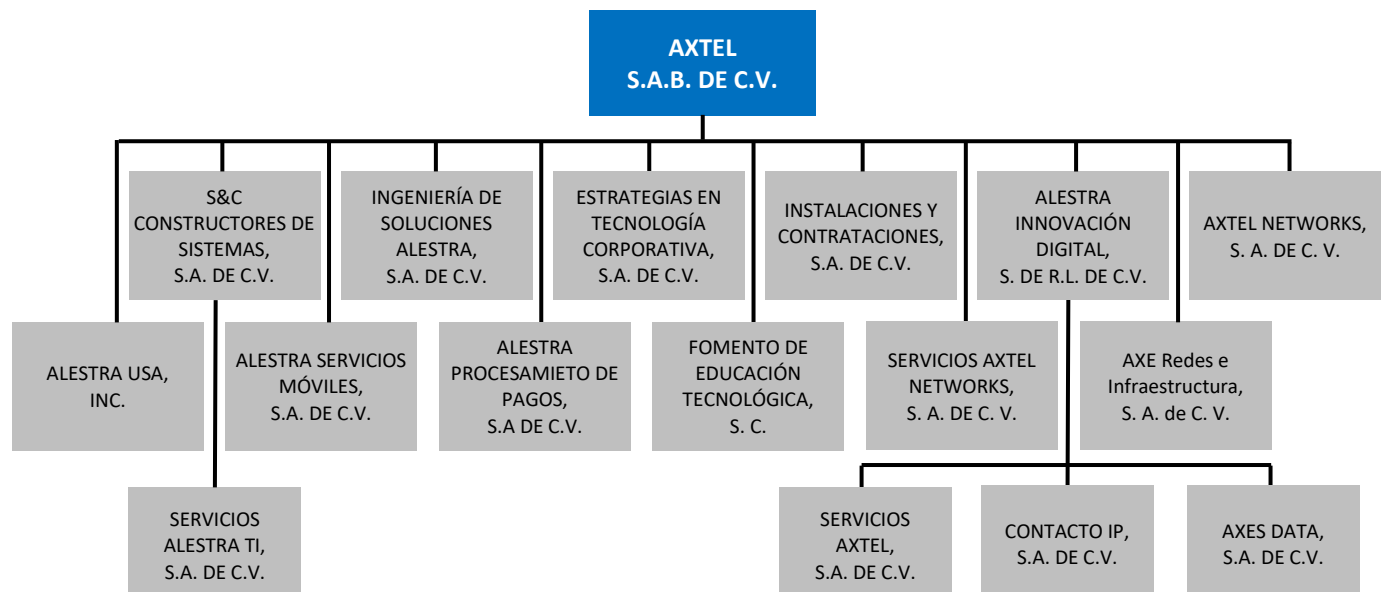 AXTEL
S.A.B. DE C.V.
S&C
CONSTRUCTORES DE
SISTEMAS,
S.A. DE C.V.
INGENIERÍA DE
SOLUCIONES
ALESTRA,
S.A. DE C.V.
ESTRATEGIAS EN
TECNOLOGÍA
CORPORATIVA,
S.A. DE C.V.
INSTALACIONES Y
CONTRATACIONES,
S.A. DE C.V.
ALESTRA
INNOVACIÓN
DIGITAL,
S. DE R.L. DE C.V.
AXTEL NETWORKS,
S. A. DE C. V.
ALESTRA USA,
INC.
ALESTRA SERVICIOS
MÓVILES,
S.A. DE C.V.
ALESTRA
PROCESAMIETO DE
PAGOS,
S.A DE C.V.
FOMENTO DE
EDUCACIÓN
TECNOLÓGICA,
S. C.
SERVICIOS AXTEL
NETWORKS,
S. A. DE C. V.
AXE Redes e
Infraestructura,
S. A. de C. V.
SERVICIOS
ALESTRA TI,
S.A. DE C.V.
SERVICIOS
AXTEL,
S.A. DE C.V.
CONTACTO IP,
S.A. DE C.V.
AXES DATA,
S.A. DE C.V.